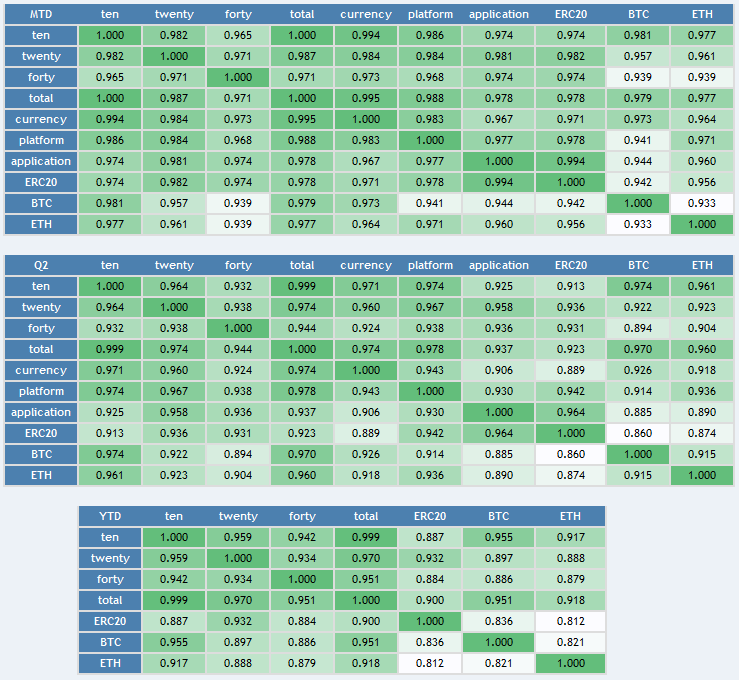 MTD ten twenty forty total currency platform application ERC20 BTC ETH
ten 1.000 0.982 0.965 1.000 0.994 0.986 0.974 0.974 0.981 0.977
twenty 0.982 1.000 0.971 0.987 0.984 0.984 0.981 0.982 0.957 0.961
forty 0.965 0.971 1.000 0.971 0.973 0.968 0.974 0.974 0.939 0.939
total 1.000 0.987 0.971 1.000 0.995 0.988 0.978 0.978 0.979 0.977
currency 0.994 0.984 0.973 0.995 1.000 0.983 0.967 0.971 0.973 0.964
platform 0.986 0.984 0.968 0.988 0.983 1.000 0.977 0.978 0.941 0.971
application 0.974 0.981 0.974 0.978 0.967 0.977 1.000 0.994 0.944 0.960
ERC20 0.974 0.982 0.974 0.978 0.971 0.978 0.994 1.000 0.942 0.956
BTC 0.981 0.957 0.939 0.979 0.973 0.941 0.944 0.942 1.000 0.933
ETH 0.977 0.961 0.939 0.977 0.964 0.971 0.960 0.956 0.933 1.000
Q2 ten twenty forty total currency platform application ERC20 BTC ETH
ten 1.000 0.964 0.932 0.999 0.971 0.974 0.925 0.913 0.974 0.961
twenty 0.964 1.000 0.938 0.974 0.960 0.967 0.958 0.936 0.922 0.923
forty 0.932 0.938 1.000 0.944 0.924 0.938 0.936 0.931 0.894 0.904
total 0.999 0.974 0.944 1.000 0.974 0.978 0.937 0.923 0.970 0.960
currency 0.971 0.960 0.924 0.974 1.000 0.943 0.906 0.889 0.926 0.918
platform 0.974 0.967 0.938 0.978 0.943 1.000 0.930 0.942 0.914 0.936
application 0.925 0.958 0.936 0.937 0.906 0.930 1.000 0.964 0.885 0.890
ERC20 0.913 0.936 0.931 0.923 0.889 0.942 0.964 1.000 0.860 0.874
BTC 0.974 0.922 0.894 0.970 0.926 0.914 0.885 0.860 1.000 0.915
ETH 0.961 0.923 0.904 0.960 0.918 0.936 0.890 0.874 0.915 1.000
YTD ten twenty forty total ERC20 BTC ETH
ten 1.000 0.959 0.942 0.999 0.887 0.955 0.917
twenty 0.959 1.000 0.934 0.970 0.932 0.897 0.888
forty 0.942 0.934 1.000 0.951 0.884 0.886 0.879
total 0.999 0.970 0.951 1.000 0.900 0.951 0.918
ERC20 0.887 0.932 0.884 0.900 1.000 0.836 0.812
BTC 0.955 0.897 0.886 0.951 0.836 1.000 0.821
ETH 0.917 0.888 0.879 0.918 0.812 0.821 1.000